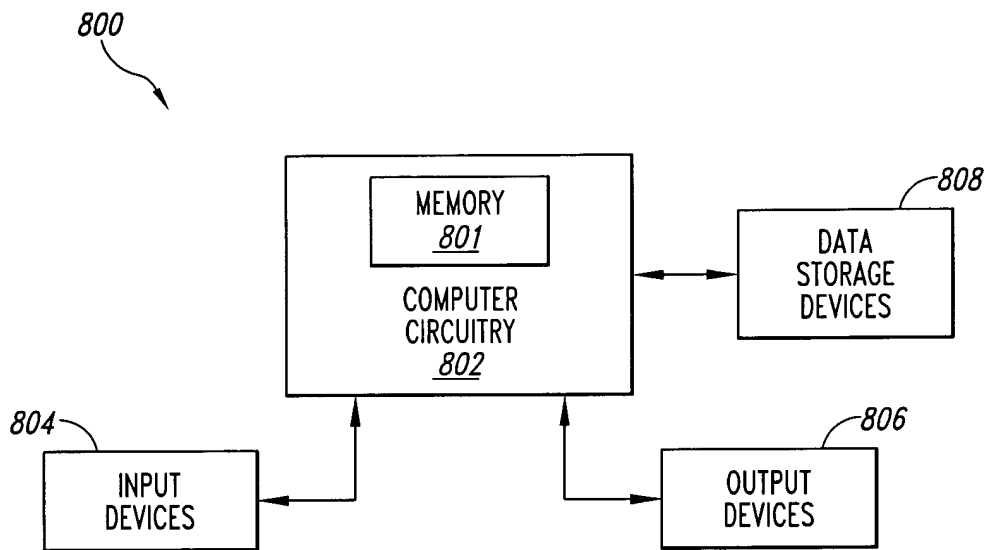 800
MEMORY
801
COMPUTER
CIRCUITRY
802
808
DATA
STORAGE
DEVICES
804
INPUT
DEVICES
806
OUTPUT
DEVICES